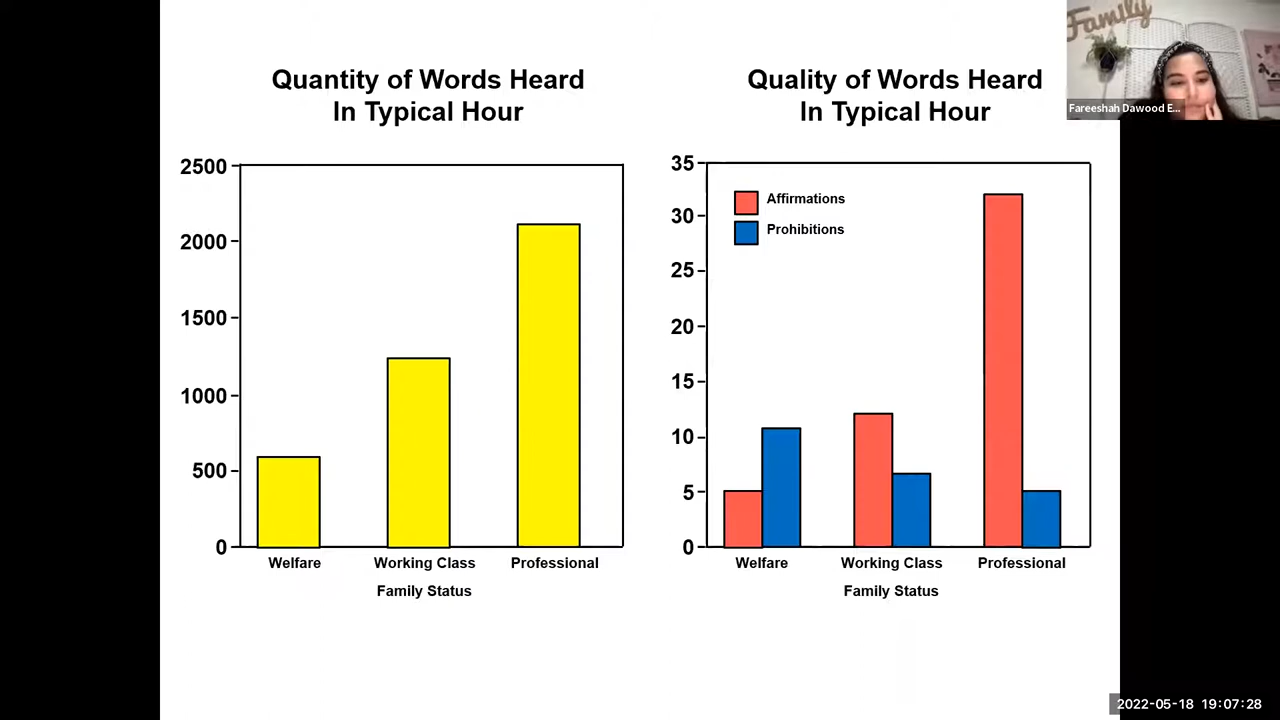 Quantity of Words Heard
In Typical Hour
2500
2000
1500
1000
500
0
Welfare
Working Class
Professional
Family Status
Quality of Words Heard
In Typical Hour
35
30
25
20
15
10
5
0
Affirmations
Prohibitions
Welfare
Working Class
Professional
Family Status
Family
Fareeshah Dawood E...
2022-05-18 19:07:28